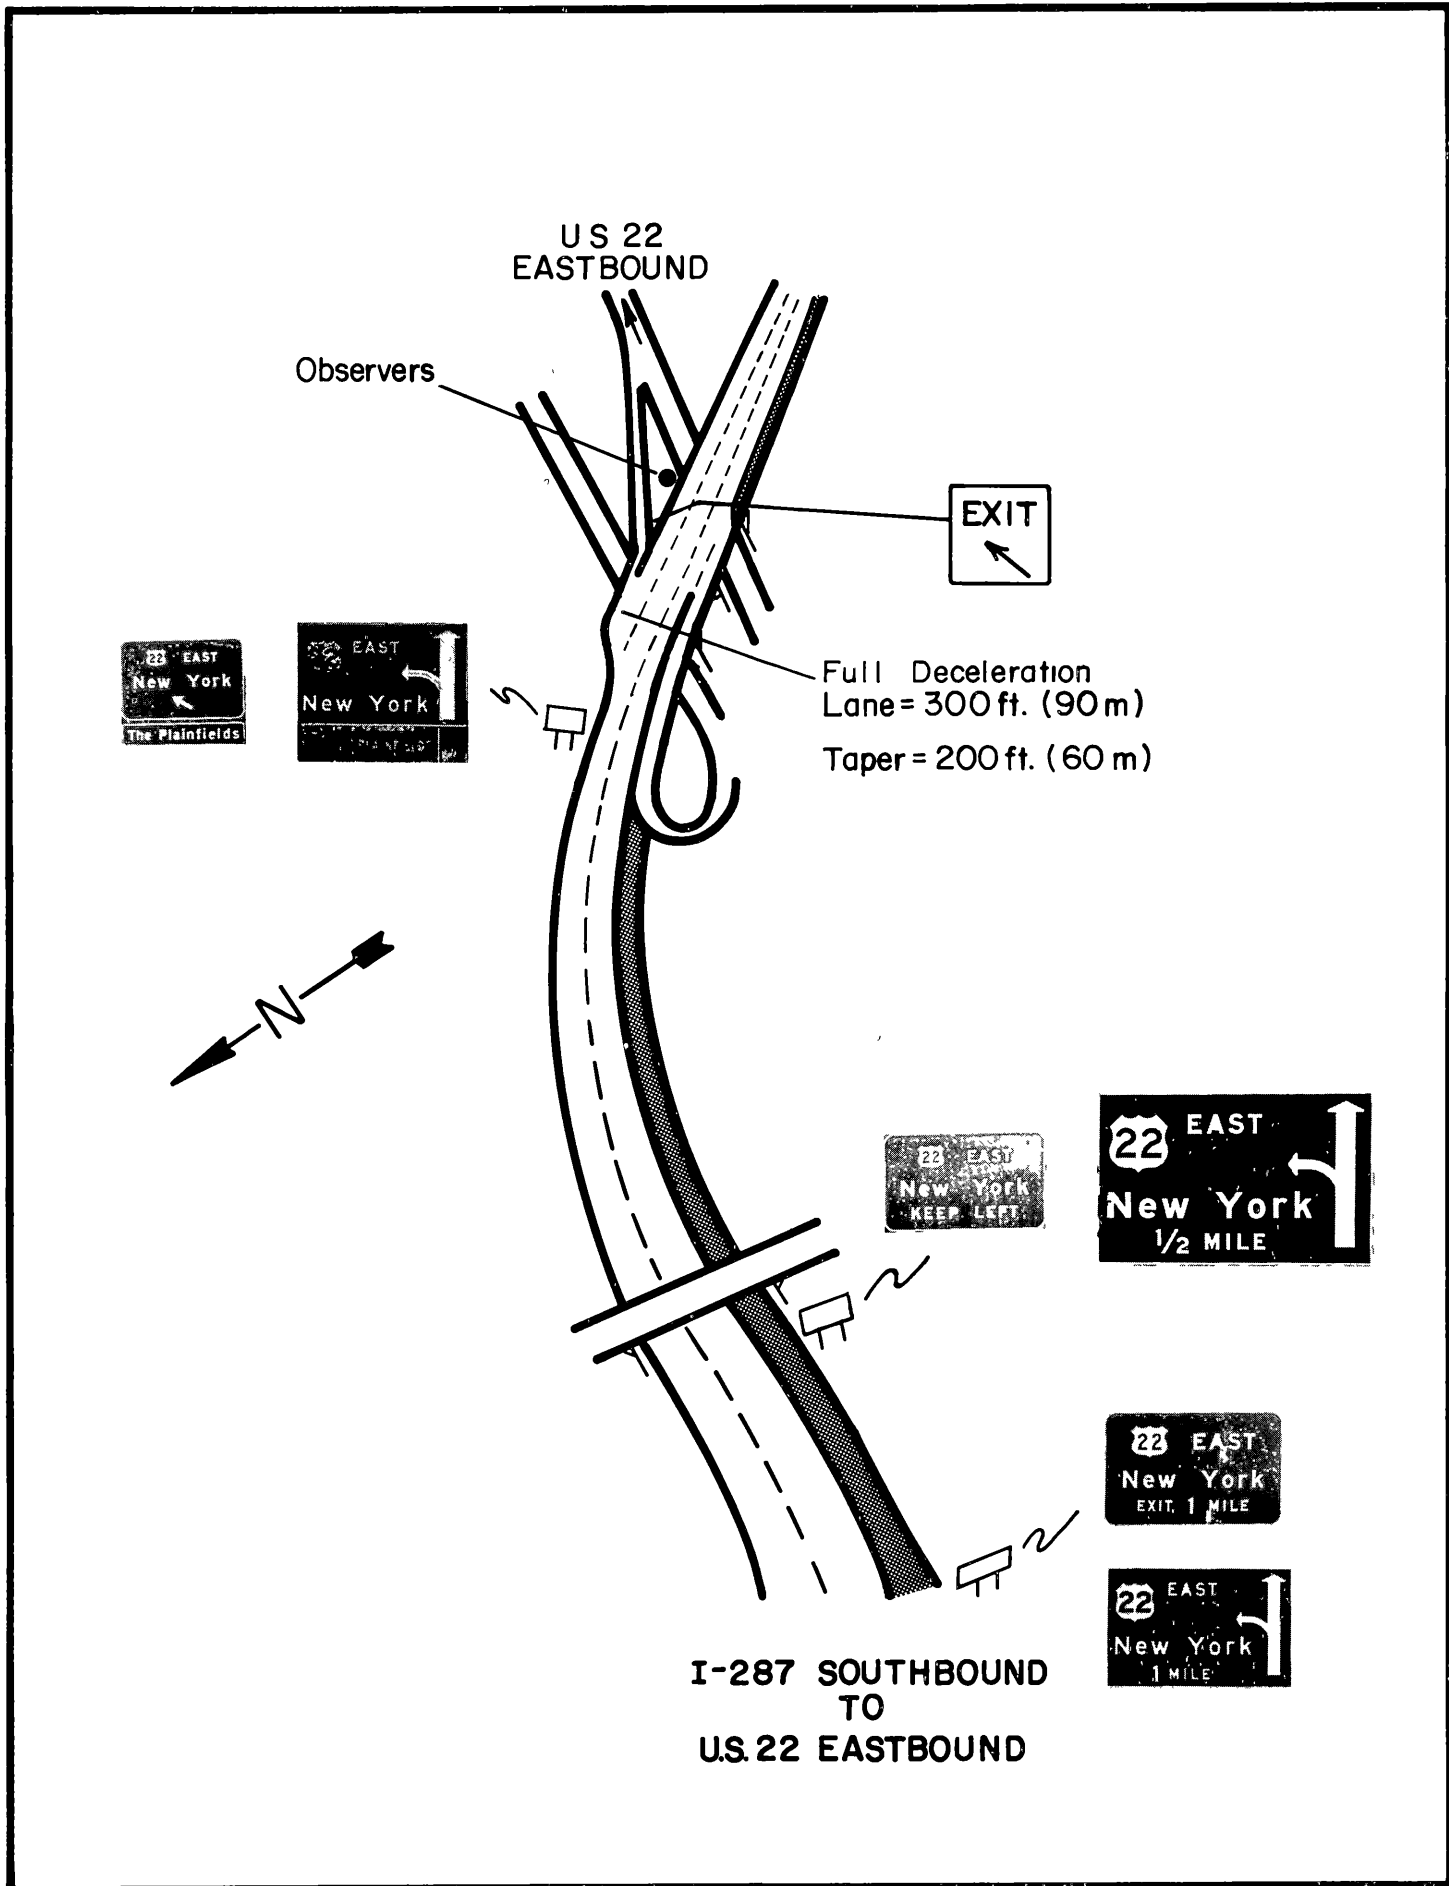 U S 22
EASTBOUND
Observers
EXIT
22 EAST
New York
The Plainfields
EAST
New York
Full Deceleration
Lane = 300 ft. (90 m)
Taper = 200 ft. (60 m)
N
22 EAST
New York
KEEP LEFT
22 EAST
New York
1/2 MILE
22 EAST
New York
EXIT 1 MILE
22 EAST
New York
1 MILE
I-287 SOUTHBOUND
TO
U.S. 22 EASTBOUND